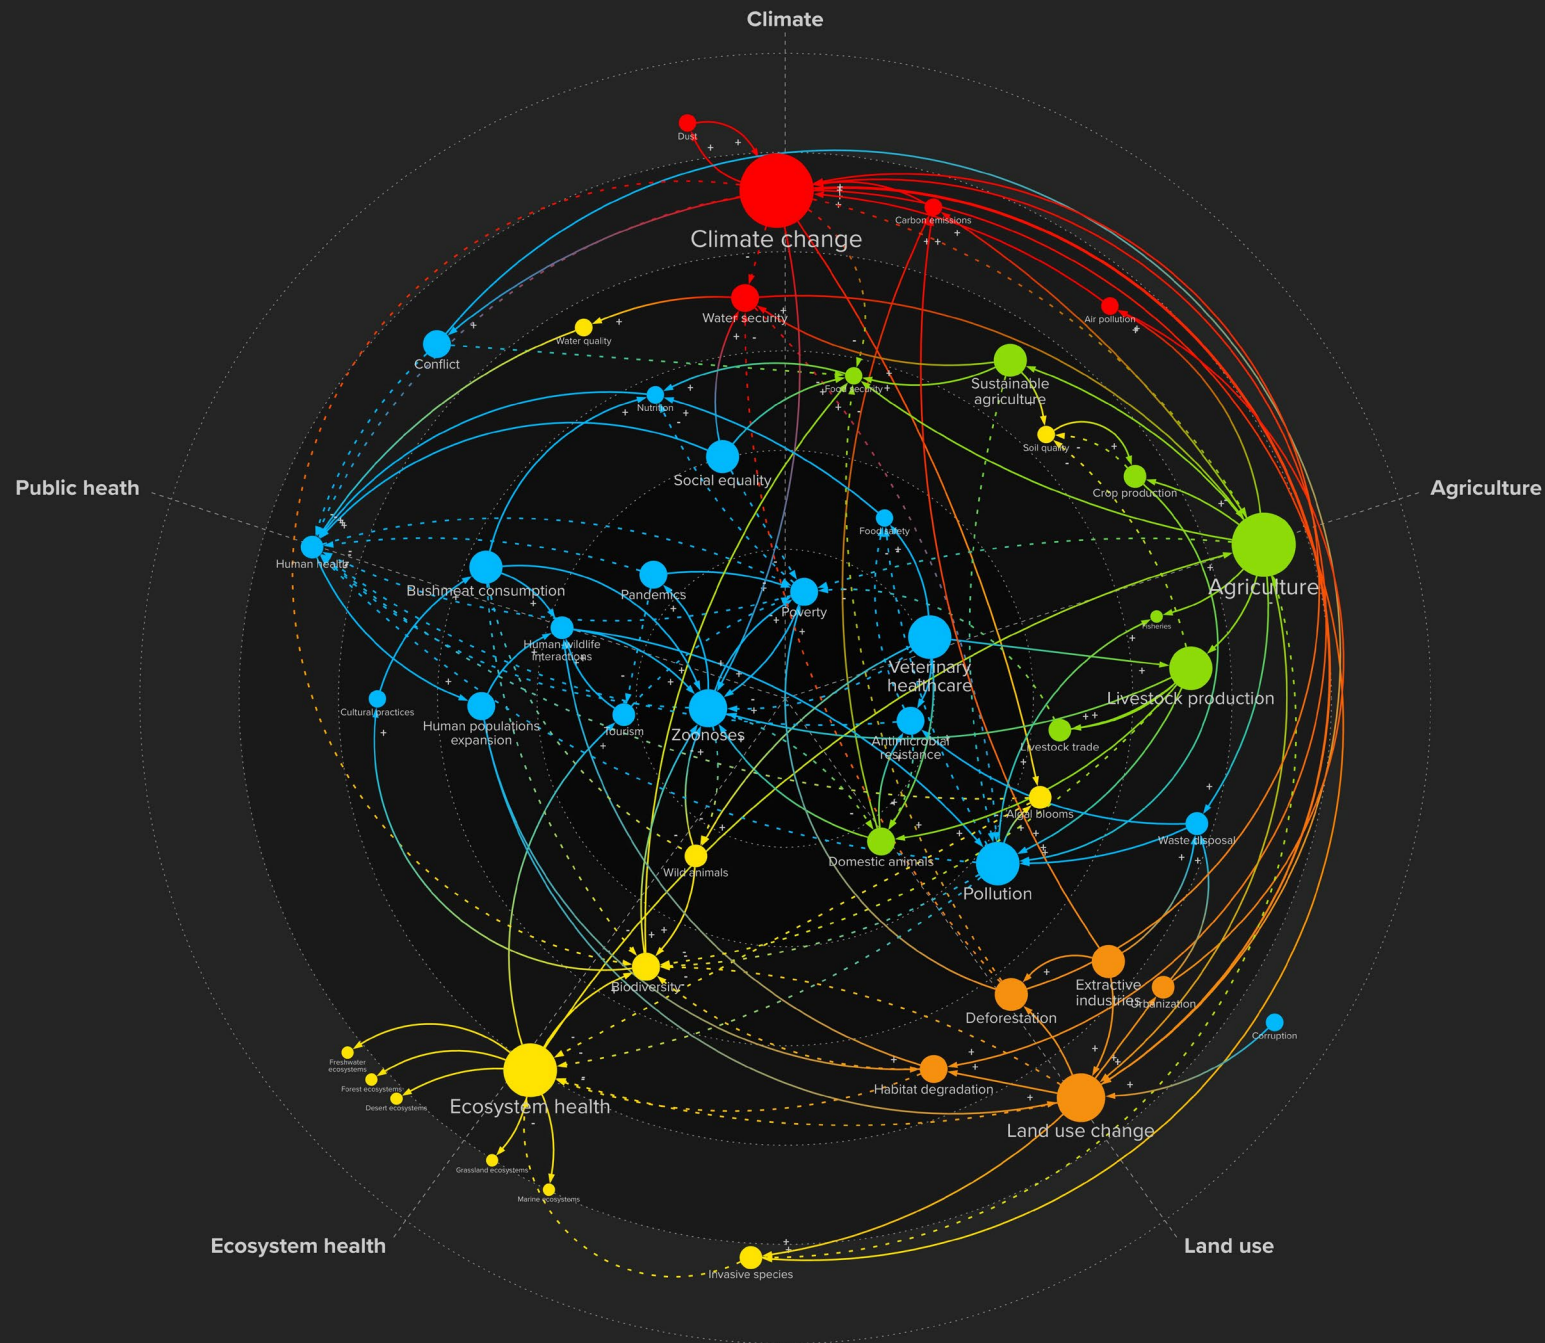 Climate
Dust
Climate change
Carbon emissions
Water security
Air pollution
Water quality
Conflict
Food security
Sustainable
agriculture
Nutrition
Soil quality
Social equality
Crop production
Public heath
Agriculture
Food safety
Human health
Bushmeat consumption
Pandemics
Agriculture
Poverty
Fisheries
Human-wildlife
interactions
Veterinary
healthcare
Livestock production
Cultural practices
Human populations
expansion
Tourism
Zoonoses
Antimicrobial
resistance
Livestock trade
Algal blooms
Waste disposal
Domestic animals
Wild animals
Pollution
Biodiversity
Extractive
industries
Urbanization
Deforestation
Corruption
Freshwater
ecosystems
Forest ecosystems
Desert ecosystems
Habitat degradation
Ecosystem health
Land use change
Grassland ecosystems
Marine ecosystems
Ecosystem health
Land use
Invasive species